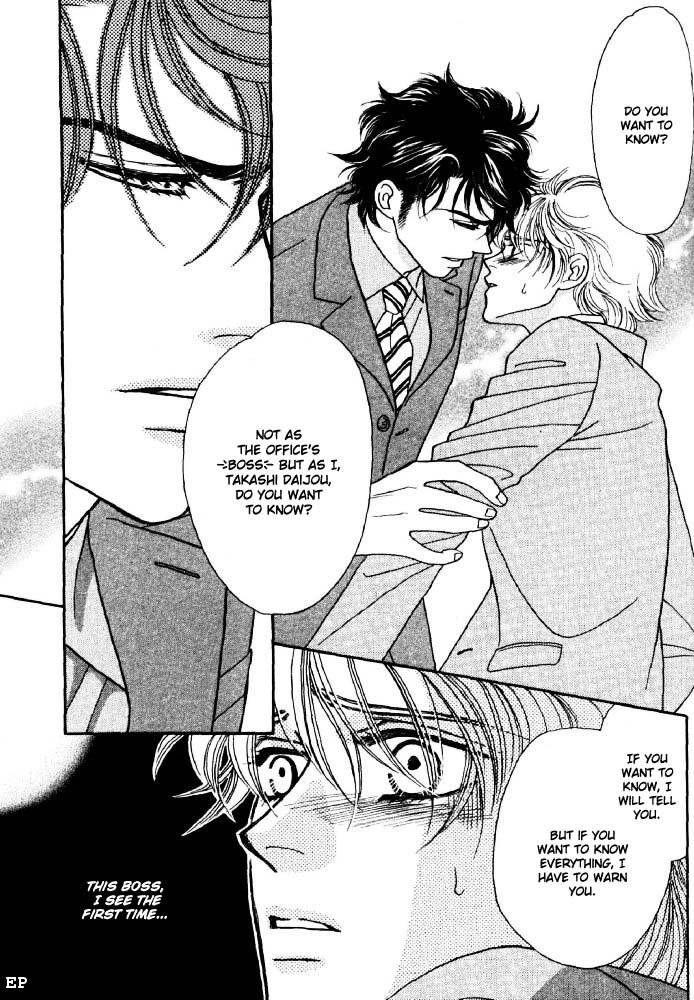 DO YOU
WANT TO
KNOW?
NOT AS
THE OFFICE'S
BOSS BUT AS I,
TAKASHI DAIJOU,
DO YOU WANT
TO KNOW?
IF YOU
WANT TO
KNOW, I
WILL TELL
YOU.
BUT IF YOU
WANT TO KNOW
EVERYTHING, I
HAVE TO WARN
YOU.
THIS BOSS,
I SEE THE
FIRST TIME...
EP